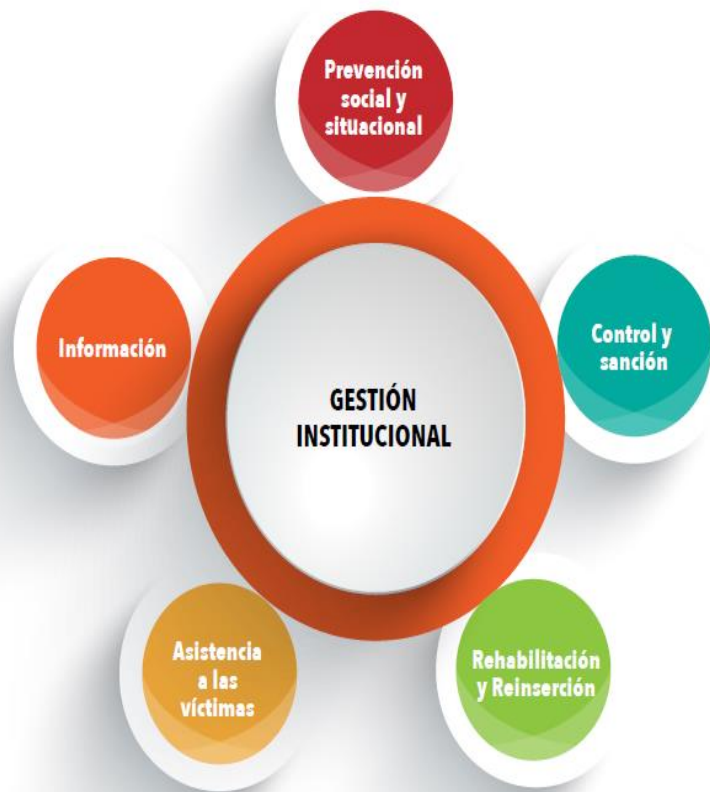 Prevención
social y
situacional
Información
Control y
sanción
GESTIÓN
INSTITUCIONAL
Asistencia
a las
víctimas
Rehabilitación
y Reinserción